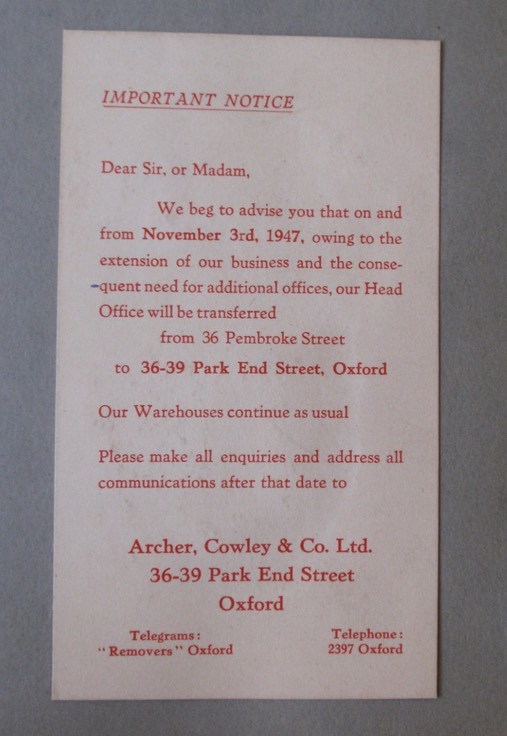 IMPORTANT NOTICE
Dear Sir, or Madam,
We beg to advise you that on and
from November 3rd, 1947, owing to the
extension of our business and the conse-
quent need for additional offices, our Head
Office will be transferred
from 36 Pembroke Street
to 36-39 Park End Street, Oxford
Our Warehouses continue as usual
Please make all enquiries and address all
communications after that date to
Archer, Cowley & Co. Ltd.
36-39 Park End Street
Oxford
Telegrams: Telephone:
"Removers" Oxford 2397 Oxford